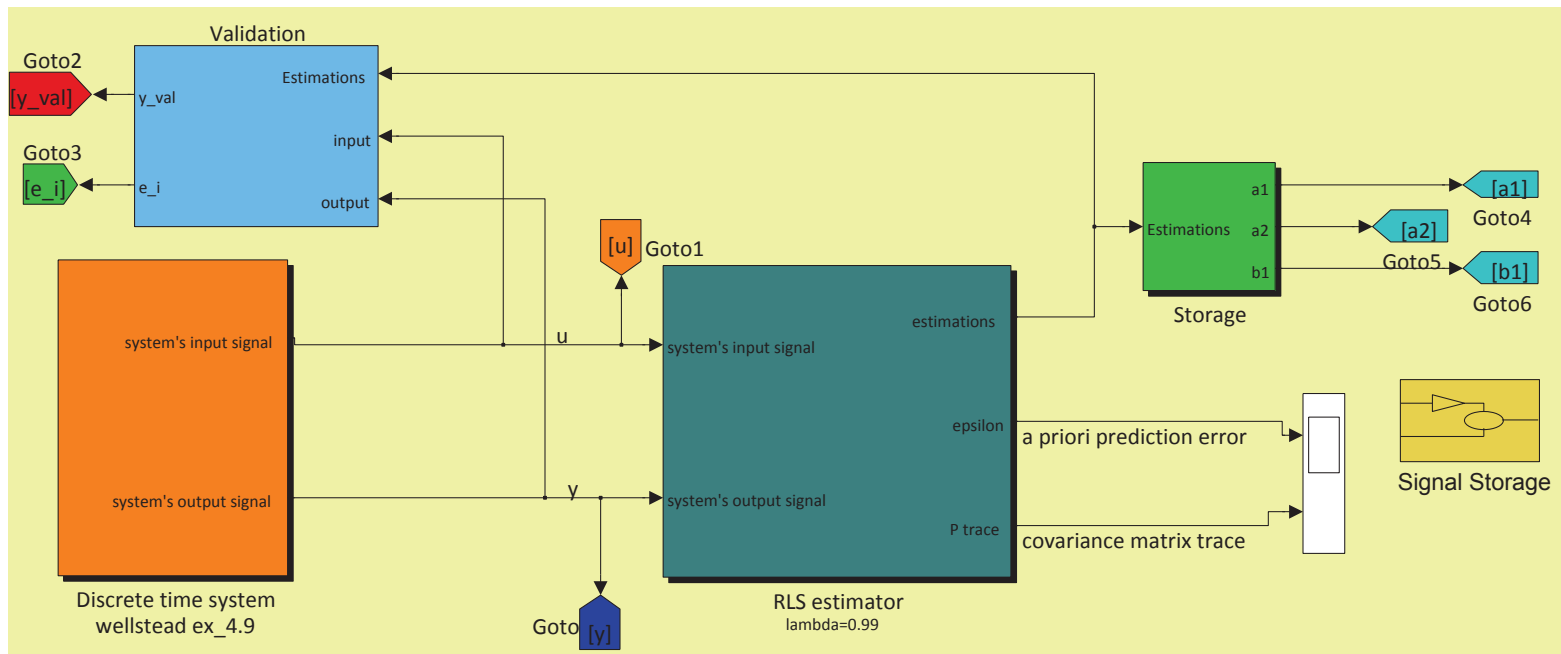 Validation
Goto2
[y_val]
Estimations
y_val
input
Goto3
[e_i]
e_i
output
[u]
Goto1
Estimations
a1
a2
b1
Storage
[a1]
Goto4
[a2]
Goto5
[b1]
Goto6
system's input signal
system's output signal
Discrete time system
wellstead ex_4.9
u
y
Goto
[y]
estimations
system's input signal
epsilon
system's output signal
P trace
RLS estimator
lambda=0.99
a priori prediction error
covariance matrix trace
Signal Storage